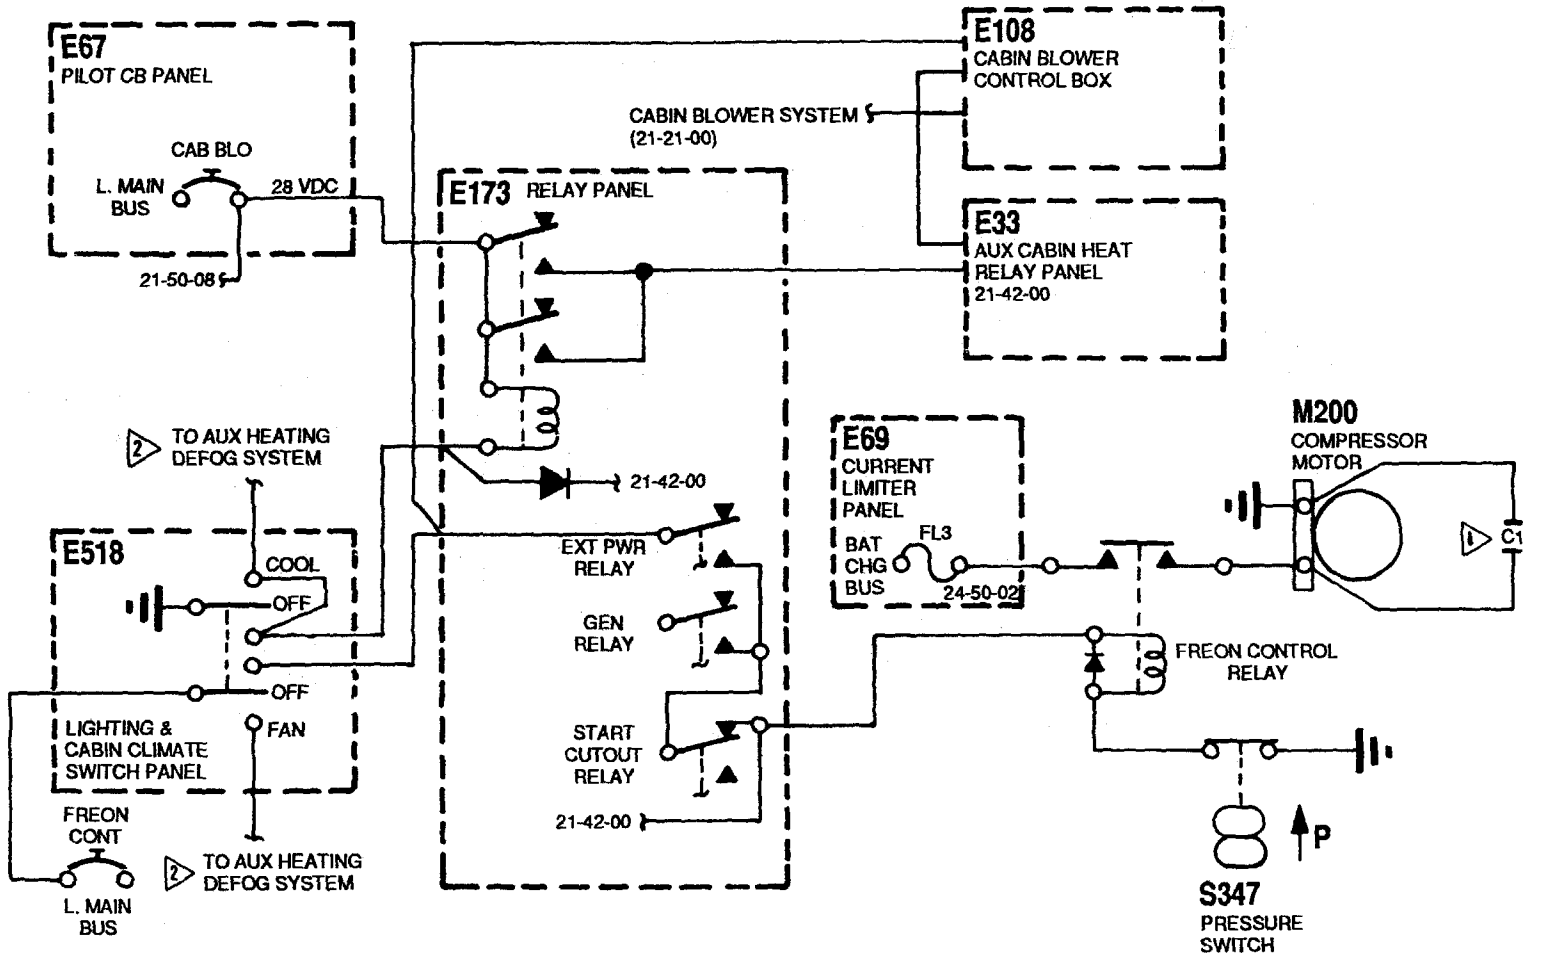 E67
PILOT CB PANEL
CAB BLO
L. MAIN
BUS
28 VDC
21-50-08
E108
CABIN BLOWER
CONTROL BOX
CABIN BLOWER SYSTEM
(21-21-00)
E173
RELAY PANEL
E33
AUX CABIN HEAT
RELAY PANEL
21-42-00
2
TO AUX HEATING
DEFOG SYSTEM
21-42-00
E518
COOL
OFF
OFF
FAN
LIGHTING &
CABIN CLIMATE
SWITCH PANEL
FREON
CONT
L. MAIN
BUS
2
TO AUX HEATING
DEFOG SYSTEM
EXT PWR
RELAY
GEN
RELAY
START
CUTOUT
RELAY
21-42-00
E69
CURRENT
LIMITER
PANEL
BAT
CHG
BUS
FL3
24-50-02
M200
COMPRESSOR
MOTOR
1
C1
FREON CONTROL
RELAY
P
S347
PRESSURE
SWITCH